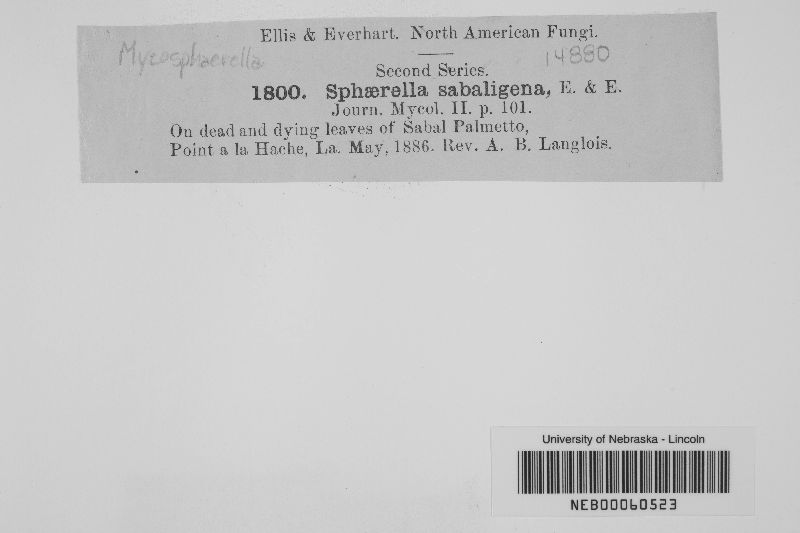 Ellis & Everhart. North American Fungi.
Mycosphaerella
14880
Second Series.
1800. Sphærella sabaligena, E. & E.
Journ. Mycol. II. p. 101.
On dead and dying leaves of Sabal Palmetto,
Point a la Hache, La. May, 1886. Rev. A. B. Langlois.
University of Nebraska - Lincoln
NEB00060523